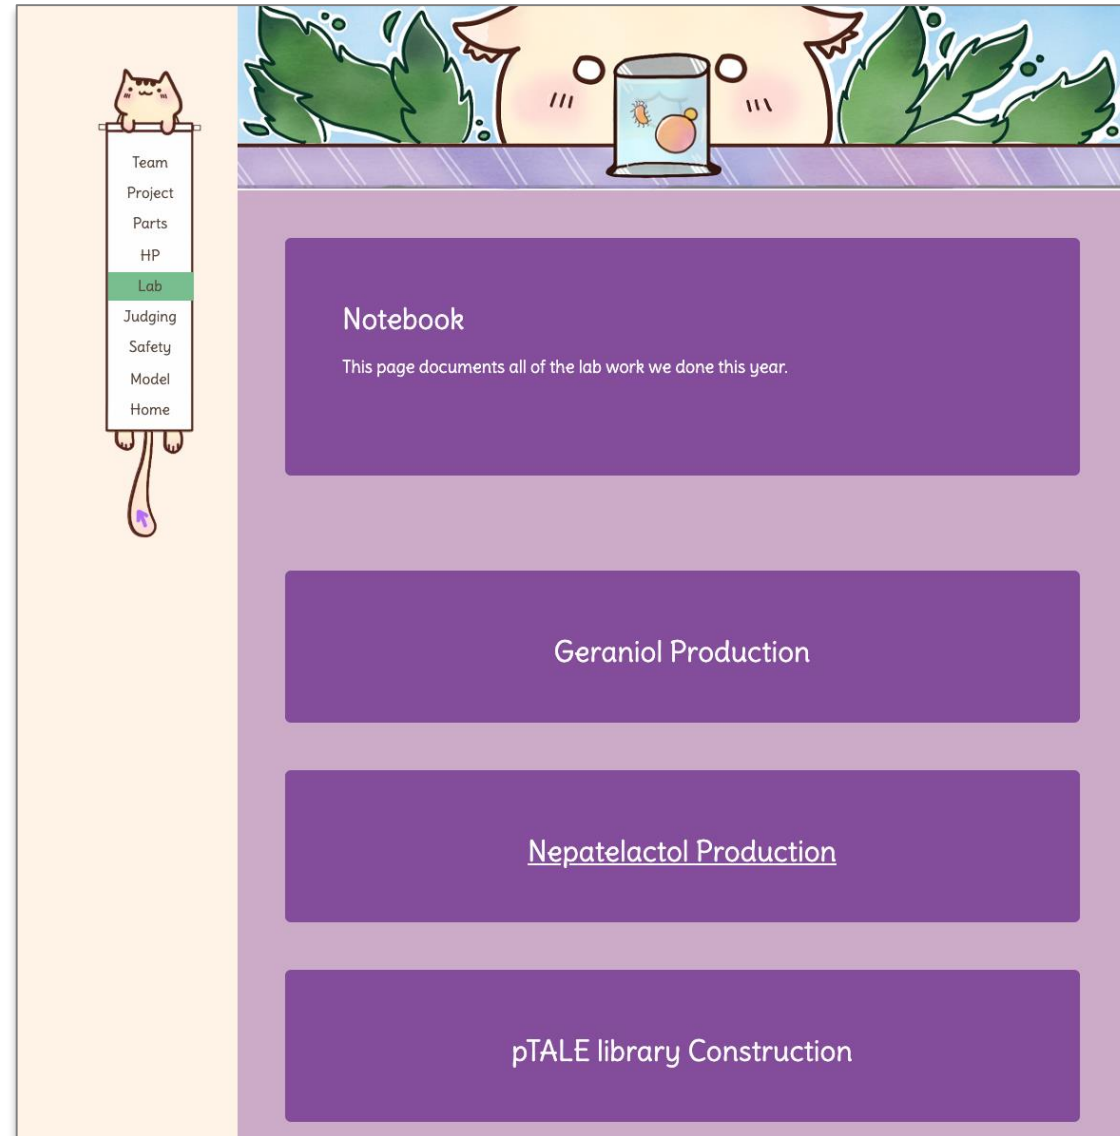 Team
Project
Parts
HP
Lab
Judging
Safety
Model
Home
Notebook
This page documents all of the lab work we done this year.
Geraniol Production
Nepatelactol Production
pTALE library Construction